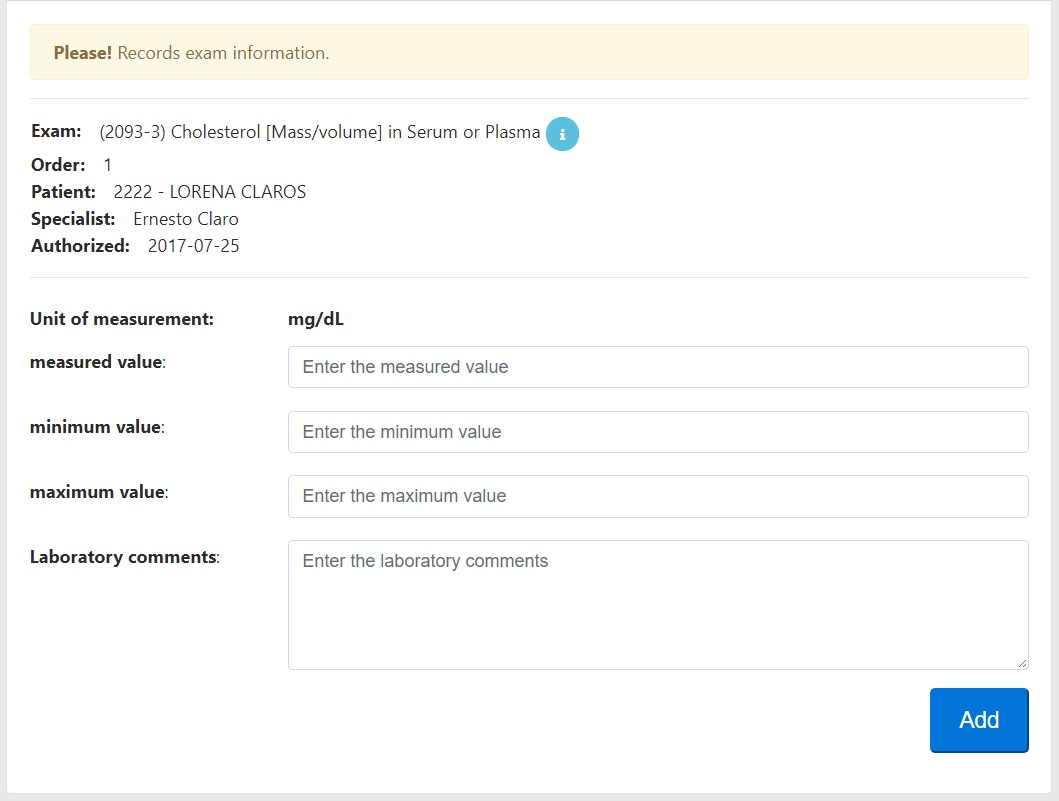 Please! Records exam information.
Exam: (2093-3) Cholesterol [Mass/volume] in Serum or Plasma i
Order: 1
Patient: 2222 - LORENA CLAROS
Specialist: Ernesto Claro
Authorized: 2017-07-25
Unit of measurement: mg/dL
measured value: Enter the measured value
minimum value: Enter the minimum value
maximum value: Enter the maximum value
Laboratory comments: Enter the laboratory comments
Add